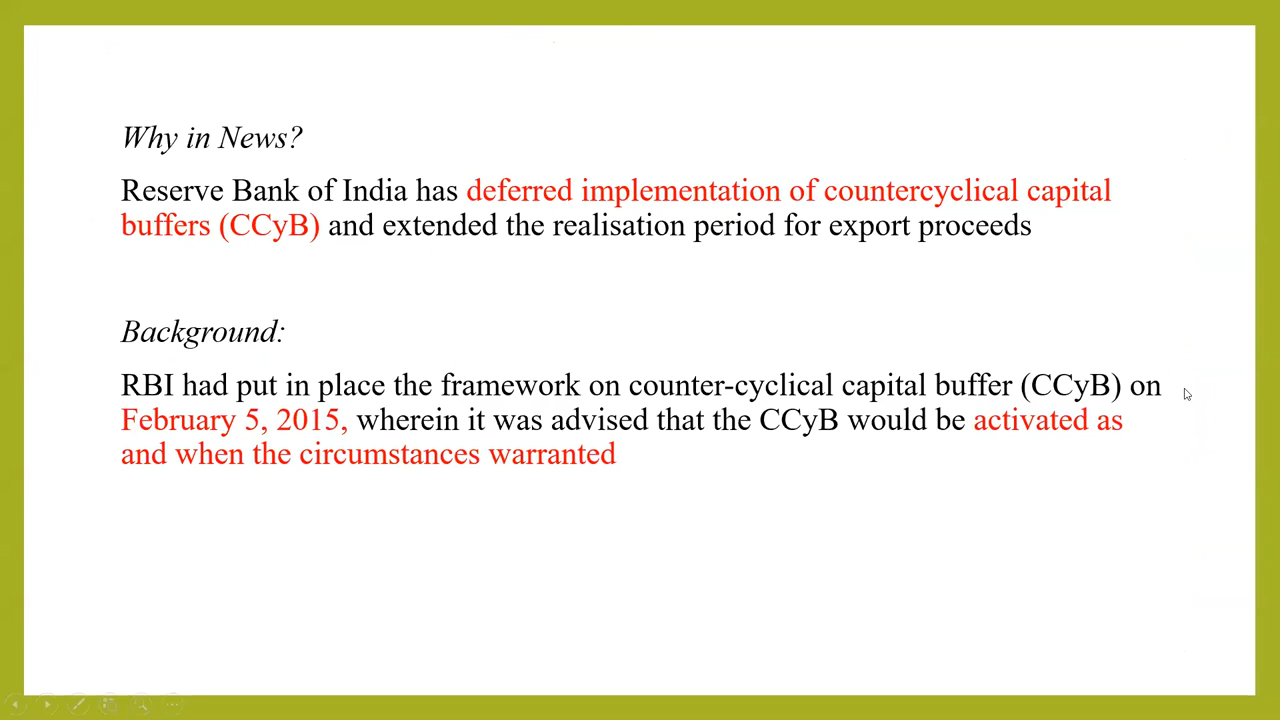 Why in News?
Reserve Bank of India has deferred implementation of countercyclical capital
buffers (CCyB) and extended the realisation period for export proceeds
Background:
RBI had put in place the framework on counter-cyclical capital buffer (CCyB) on
February 5, 2015, wherein it was advised that the CCyB would be activated as
and when the circumstances warranted